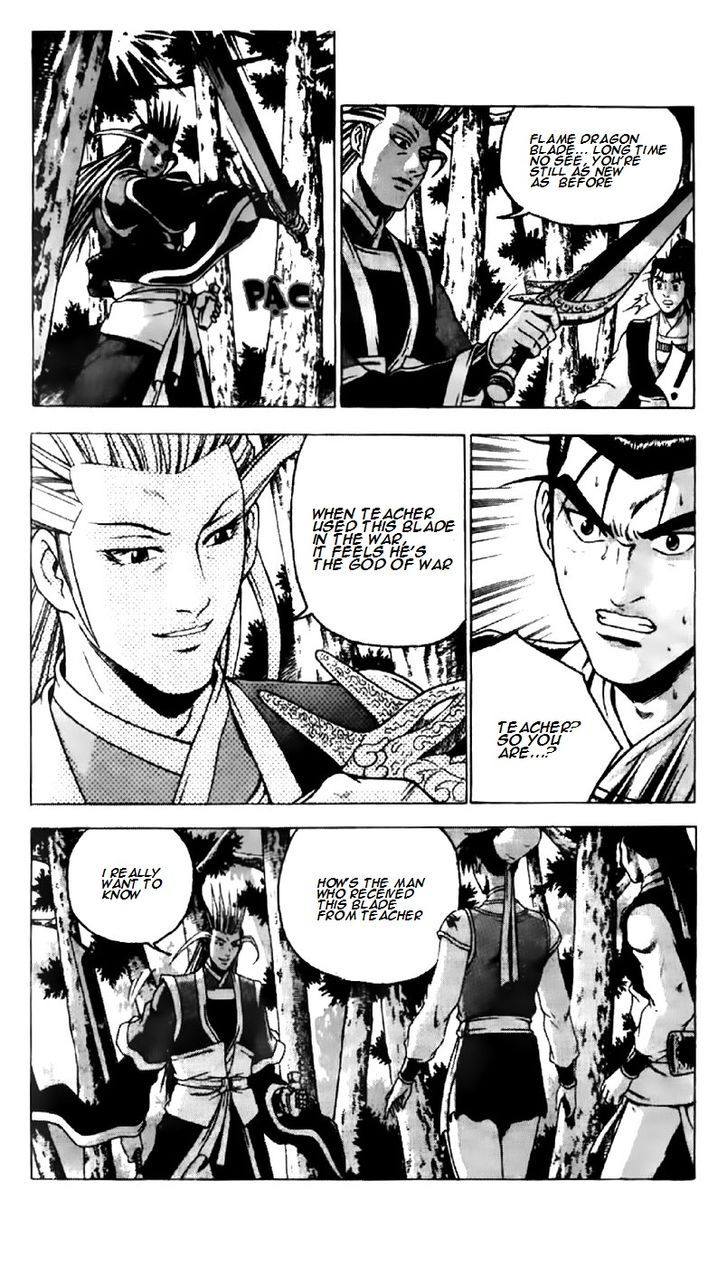 PẬC
FLAME DRAGON
BLADE... LONG TIME
NO SEE, YOU'RE
STILL AS NEW
AS BEFORE
!
WHEN TEACHER
USED THIS BLADE
IN THE WAR,
IT FEELS HE'S
THE GOD OF WAR
TEACHER?
SO YOU
ARE...?
I REALLY
WANT TO
KNOW
HOW'S THE MAN
WHO RECEIVED
THIS BLADE
FROM TEACHER